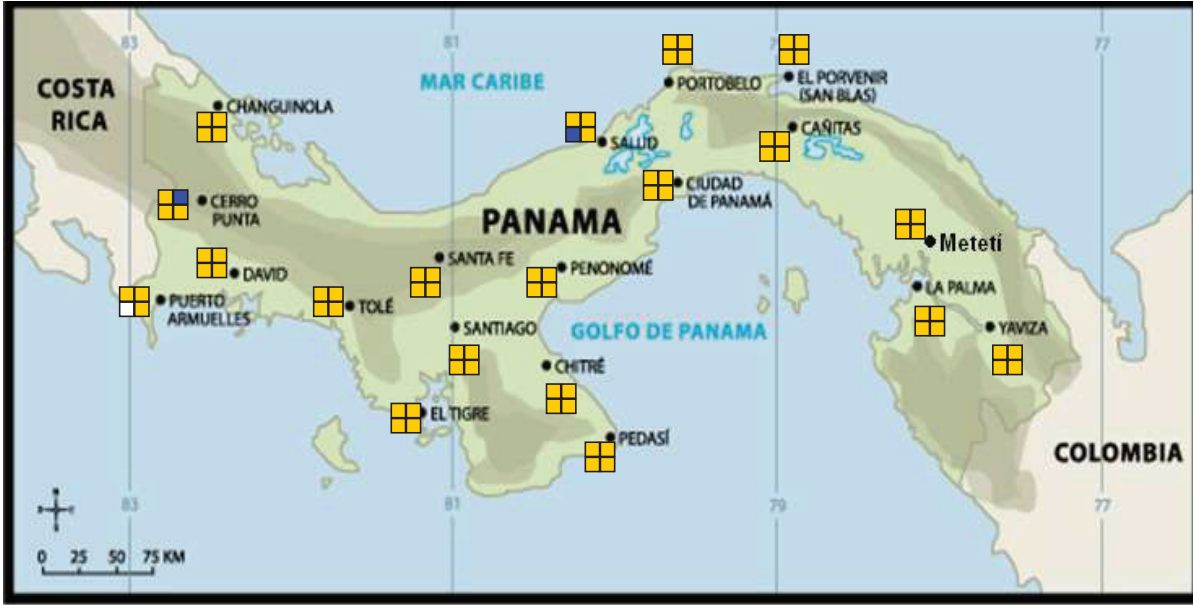 83
81
7
77
COSTA
RICA
MAR CARIBE
PORTOBELO
EL PORVENIR
(SAN BLAS)
CHANGUINOLA
CAÑITAS
SALUD
CERRO
PUNTA
CIUDAD
DE PANAMÁ
PANAMA
Metetí
SANTA FE
PENONOMÉ
DAVID
LA PALMA
PUERTO
ARMUELLES
TOLÉ
SANTIAGO
GOLFO DE PANAMA
YAVIZA
CHITRÉ
EL TIGRE
PEDASÍ
COLOMBIA
83
81
79
77
0 25 50 75 KM